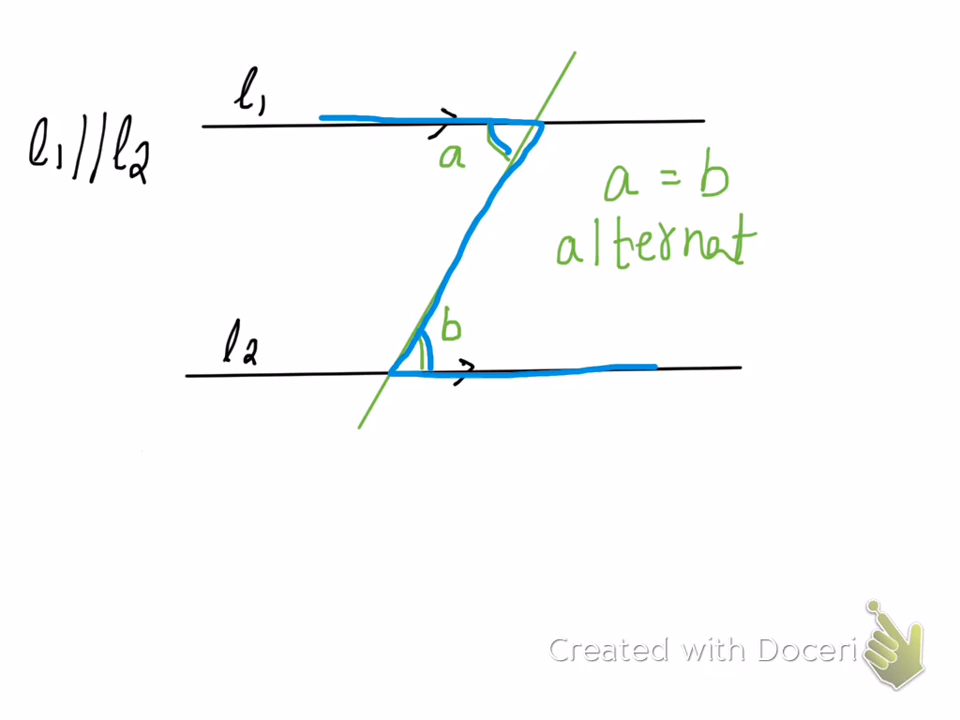 l1
l1//l2
a
a = b
alternat
b
l2
Created with Doceri